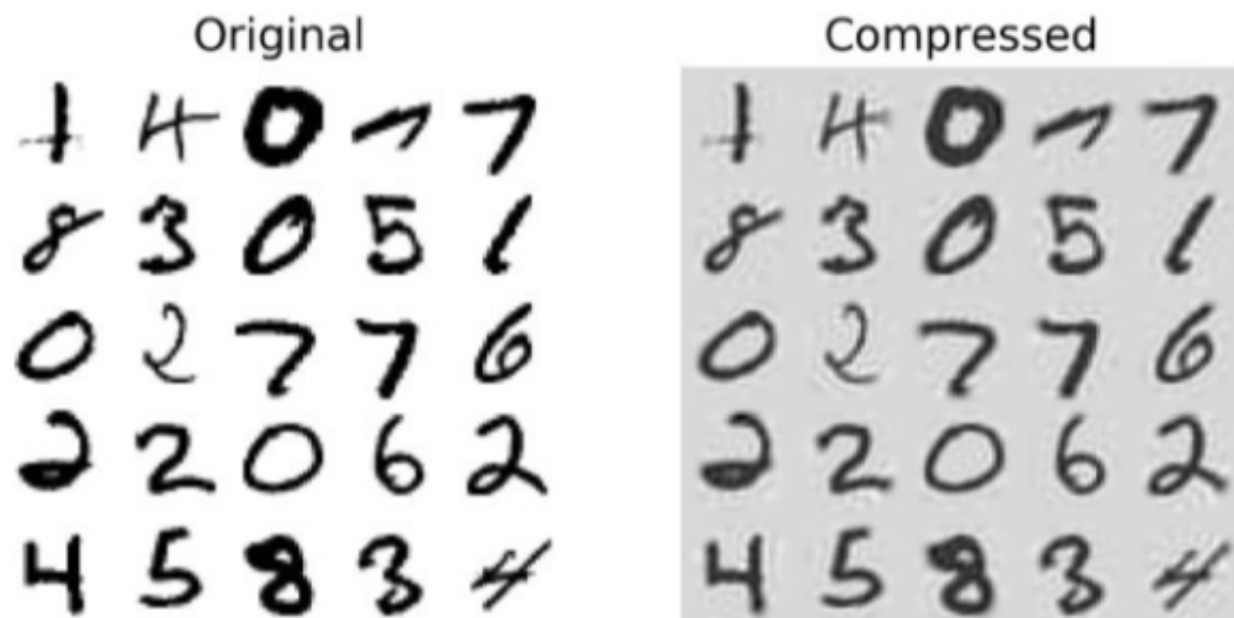 Original Compressed
1 4 0 7 7 1 4 0 7 7
8 3 0 5 1 8 3 0 5 1
0 2 7 7 6 0 2 7 7 6
2 2 0 6 2 2 2 0 6 2
4 5 8 3 4 4 5 8 3 4